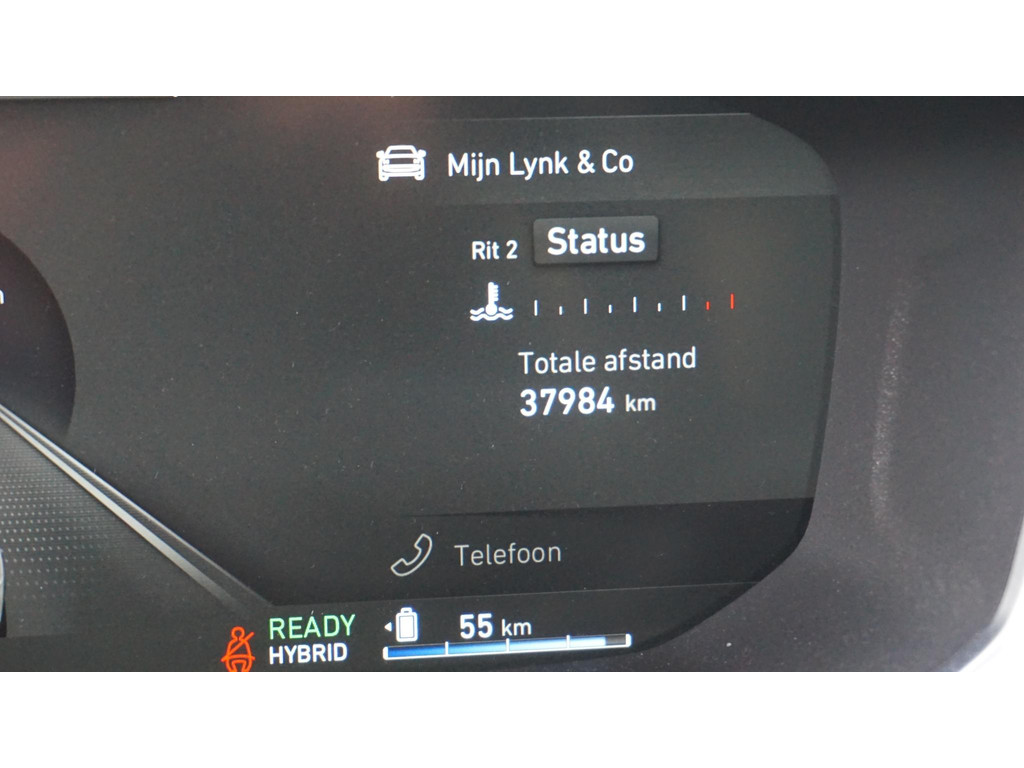 Mijn Lynk & Co
Rit 2 Status
Totale afstand
37984 km
Telefoon
READY
HYBRID
55 km